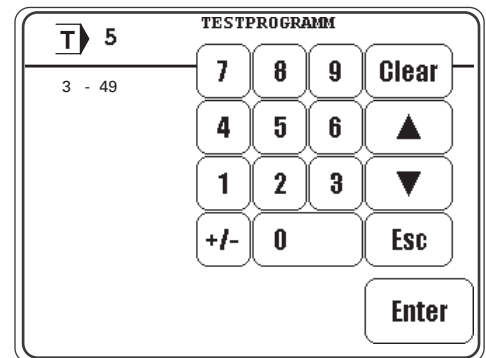 TESTPROGRAMM
T 5
3 - 49
7 8 9 Clear
4 5 6 ▲
1 2 3 ▼
+/- 0 Esc
Enter